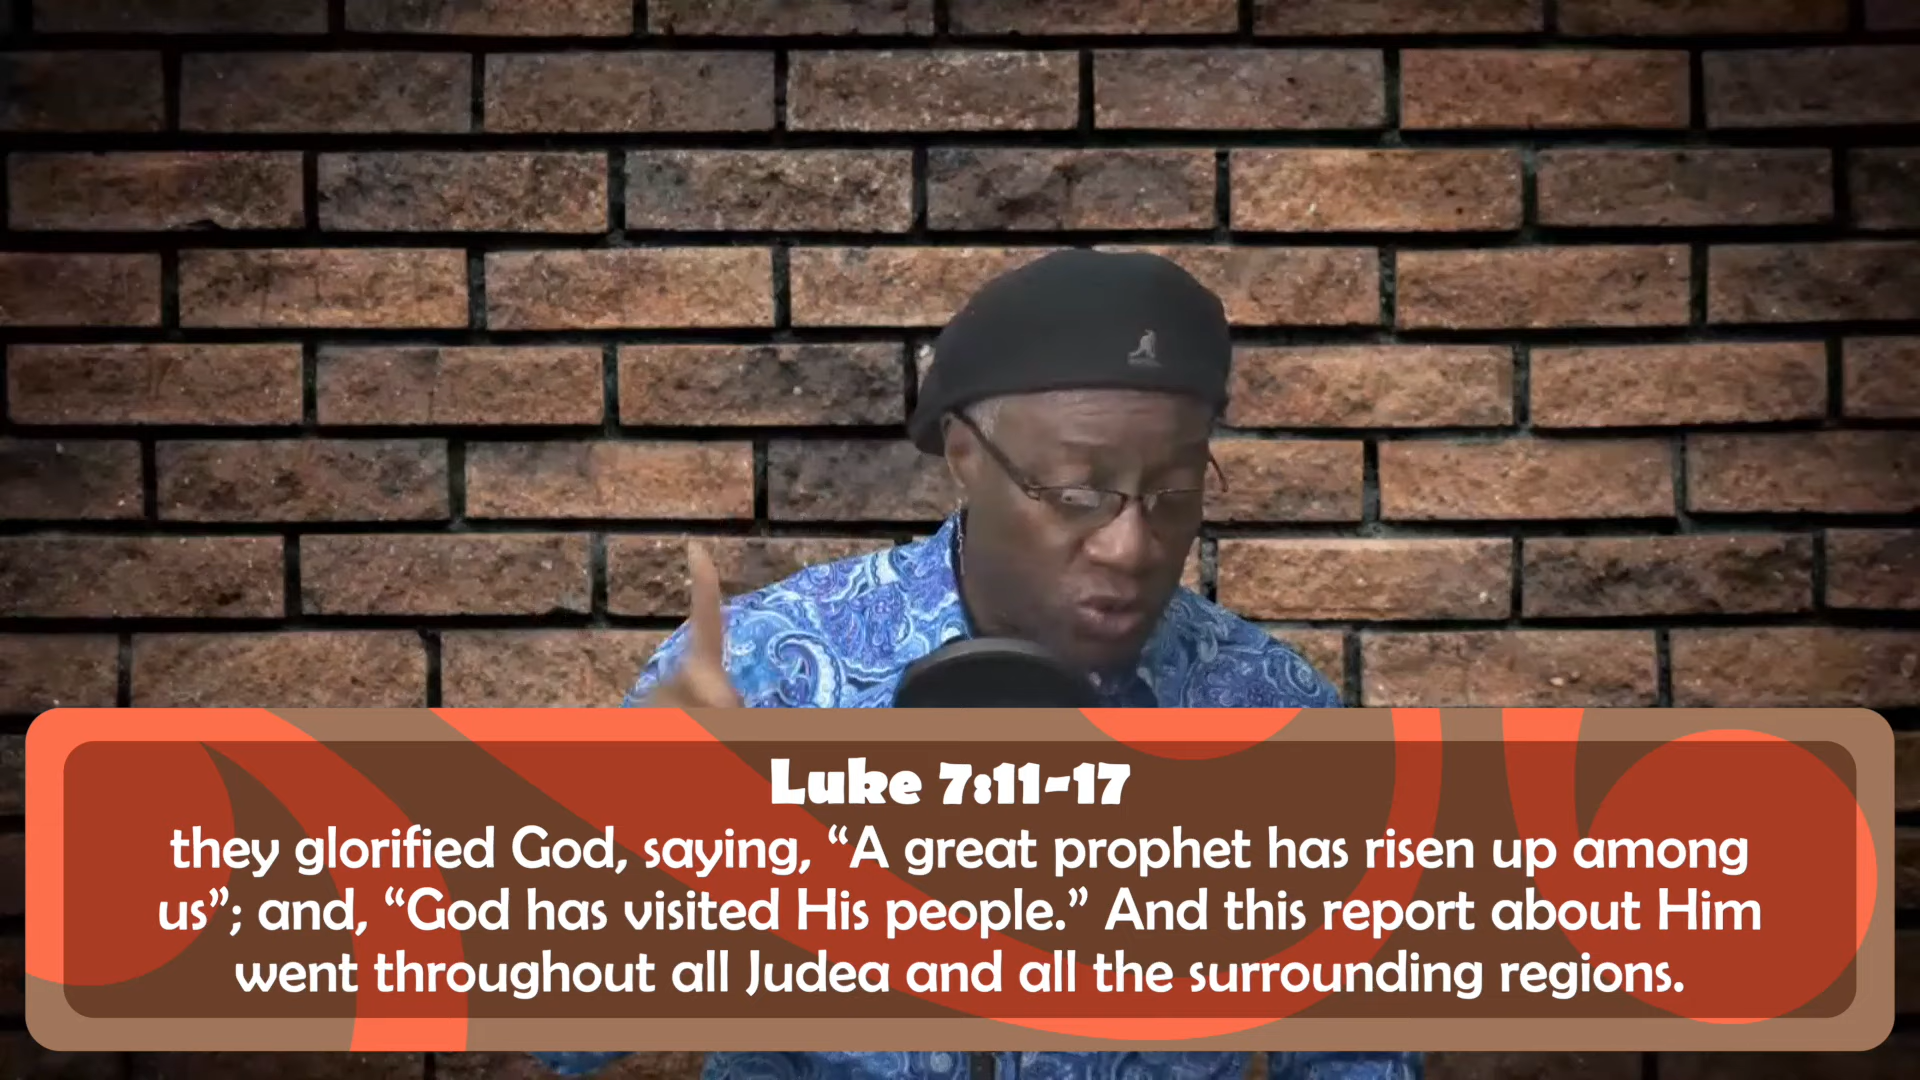 Luke 7:11-17
they glorified God, saying, “A great prophet has risen up among
us”; and, “God has visited His people.” And this report about Him
went throughout all Judea and all the surrounding regions.